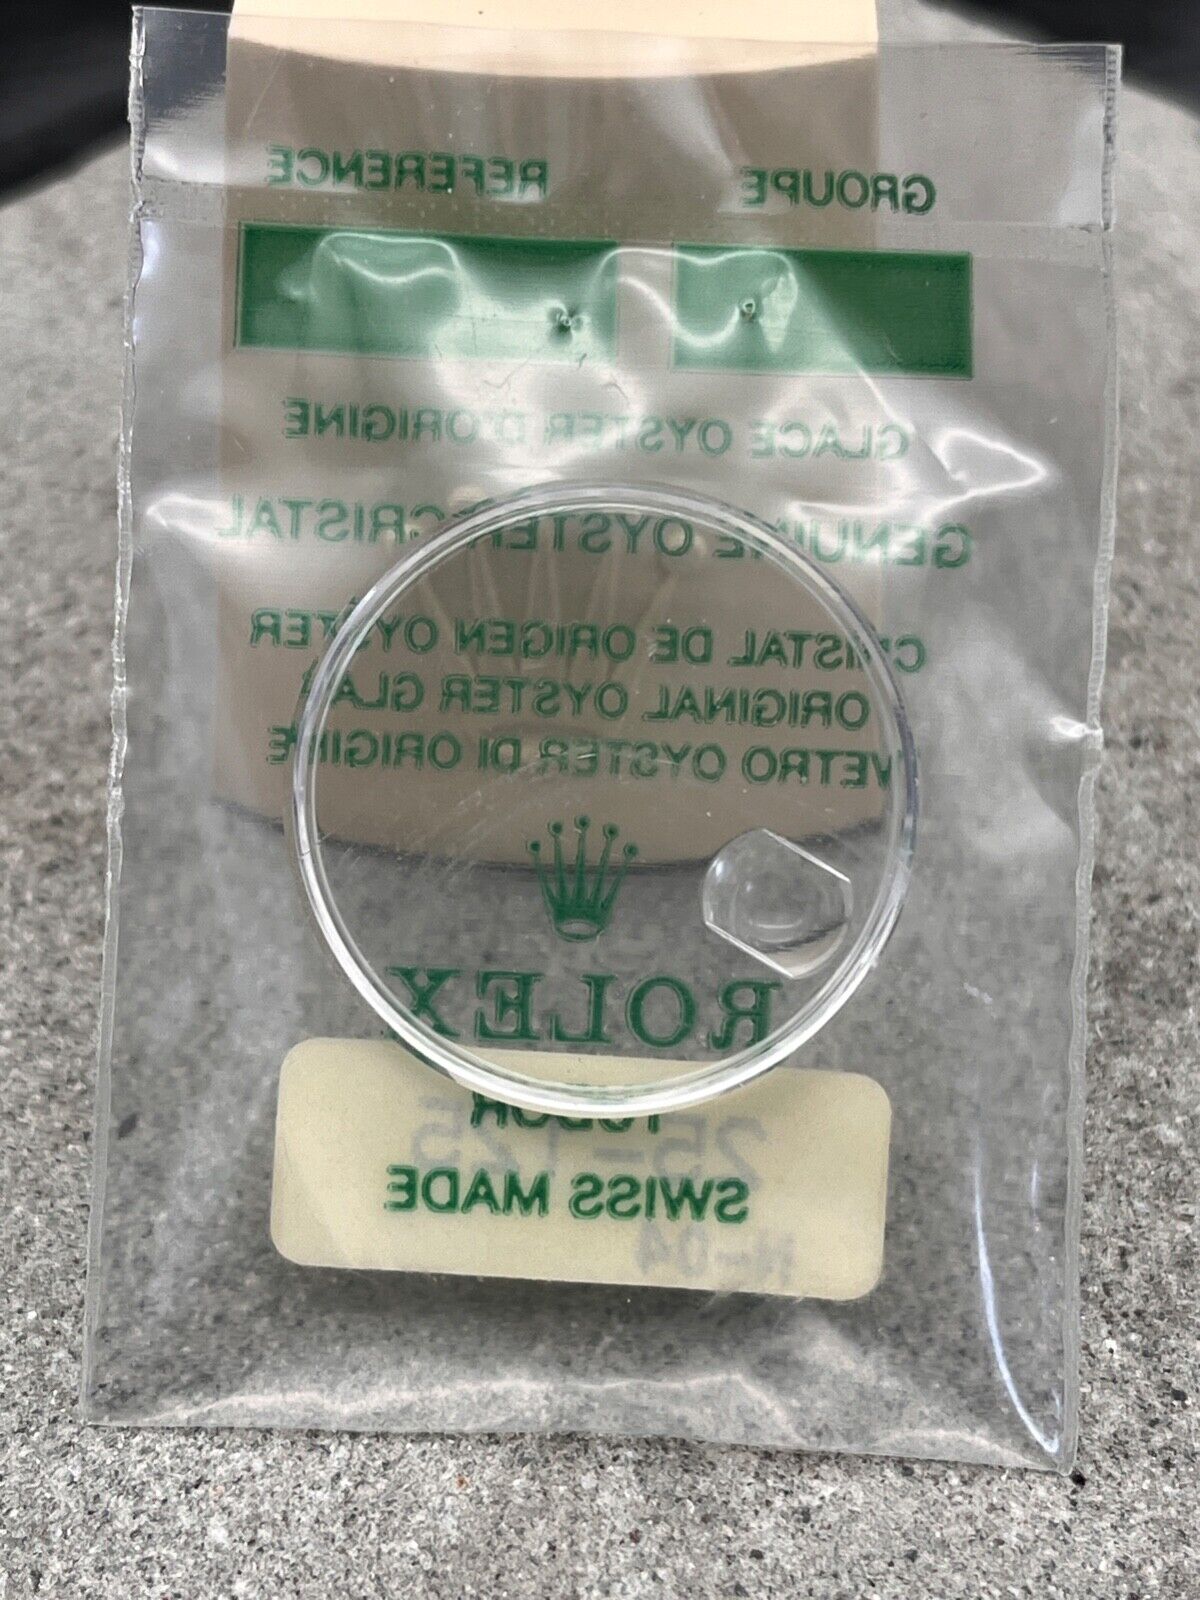 GROUPE REFERENCE
GLACE OYSTER D'ORIGINE
GENUINE OYSTER CRISTAL
CRISTAL DE ORIGEN OYSTER
ORIGINAL OYSTER GLAS
VETRO OYSTER DI ORIGINE
ROLEX
TUDOR
25-125
SWISS MADE
N-04